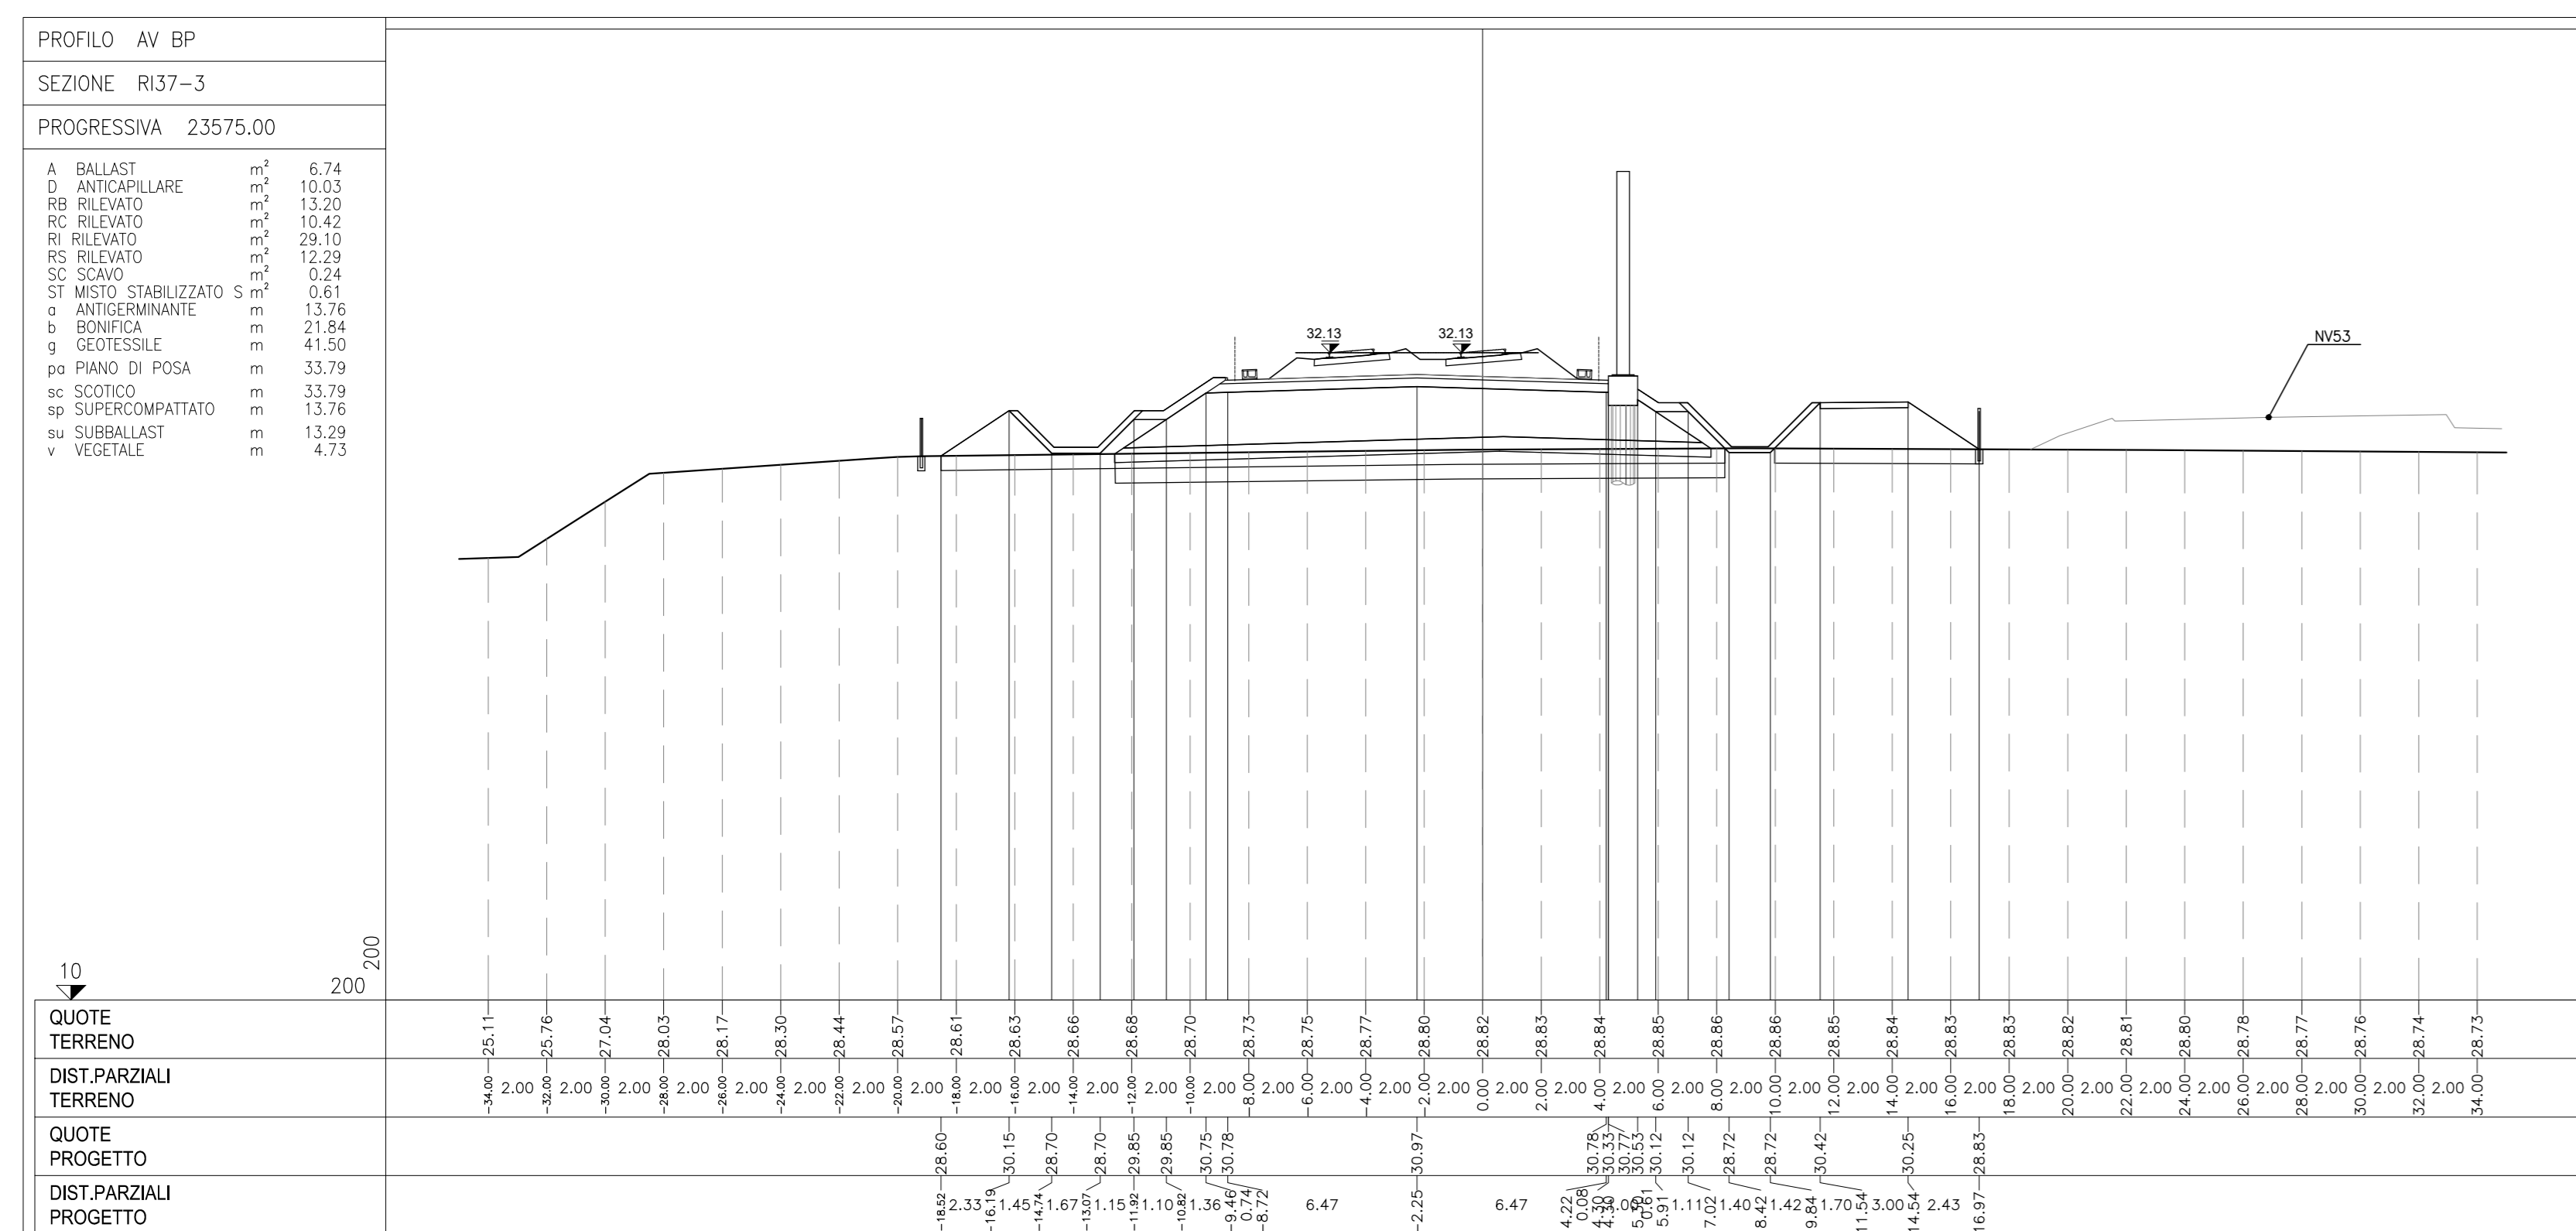 PROFILO AV BP
SEZIONE RI37-3
PROGRESSIVA 23575.00
A BALLAST m² 6.74
D ANTICAPILLARE m² 10.03
RB RILEVATO m² 13.20
RC RILEVATO m² 10.42
RI RILEVATO m² 29.10
RS RILEVATO m² 12.29
SC SCAVO m² 0.24
ST MISTO STABILIZZATO S m² 0.61
a ANTIGERMINANTE m 13.76
b BONIFICA m 21.84
g GEOTESSILE m 41.50
pa PIANO DI POSA m 33.79
sc SCOTICO m 33.79
sp SUPERCOMPATTATO m 13.76
su SUBBALLAST m 13.29
v VEGETALE m 4.73
32.13 32.13
NV53
200
10
200
QUOTE
TERRENO
25.11 25.76 27.04 28.03 28.17 28.30 28.44 28.57 28.61 28.63 28.66 28.68 28.70 28.73 28.75 28.77 28.80 28.82 28.83 28.84 28.85 28.86 28.86 28.85 28.84 28.83 28.83 28.82 28.81 28.80 28.78 28.77 28.76 28.74 28.73
DIST.PARZIALI
TERRENO
-34.00 2.00 -32.00 2.00 -30.00 2.00 -28.00 2.00 -26.00 2.00 -24.00 2.00 -22.00 2.00 -20.00 2.00 -18.00 2.00 -16.00 2.00 -14.00 2.00 -12.00 2.00 -10.00 2.00 -8.00 2.00 -6.00 2.00 -4.00 2.00 -2.00 2.00 0.00 2.00 2.00 2.00 4.00 2.00 6.00 2.00 8.00 2.00 10.00 2.00 12.00 2.00 14.00 2.00 16.00 2.00 18.00 2.00 20.00 2.00 22.00 2.00 24.00 2.00 26.00 2.00 28.00 2.00 30.00 2.00 32.00 2.00 34.00
QUOTE
PROGETTO
28.60 30.15 28.70 28.70 29.85 29.85 30.75 30.78 30.97 30.78 30.33 30.77 30.53 30.12 30.12 28.72 28.72 30.42 30.25 28.83
DIST.PARZIALI
PROGETTO
-18.52 2.33 -16.19 1.45 -14.74 1.67 -13.07 1.15 -11.92 1.10 -10.82 1.36 -9.46 0.74 -8.72 6.47 -2.25 6.47 4.22 0.08 4.30 4.30 5.30 0.61 5.91 1.11 7.02 1.40 8.42 1.42 9.84 1.70 11.54 3.00 14.54 2.43 16.97